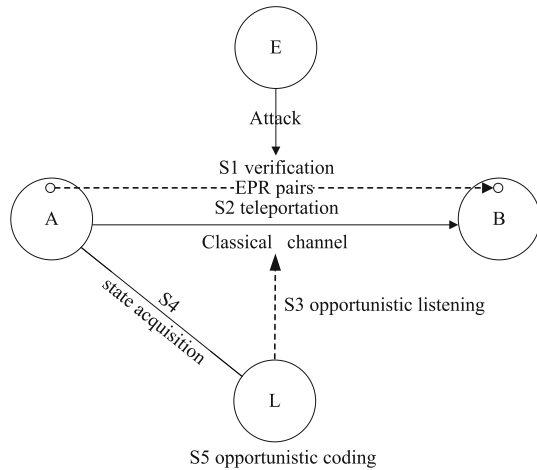 E
Attack
S1 verification
EPR pairs
S2 teleportation
A
B
Classical channel
S4
state acquisition
S3 opportunistic listening
L
S5 opportunistic coding